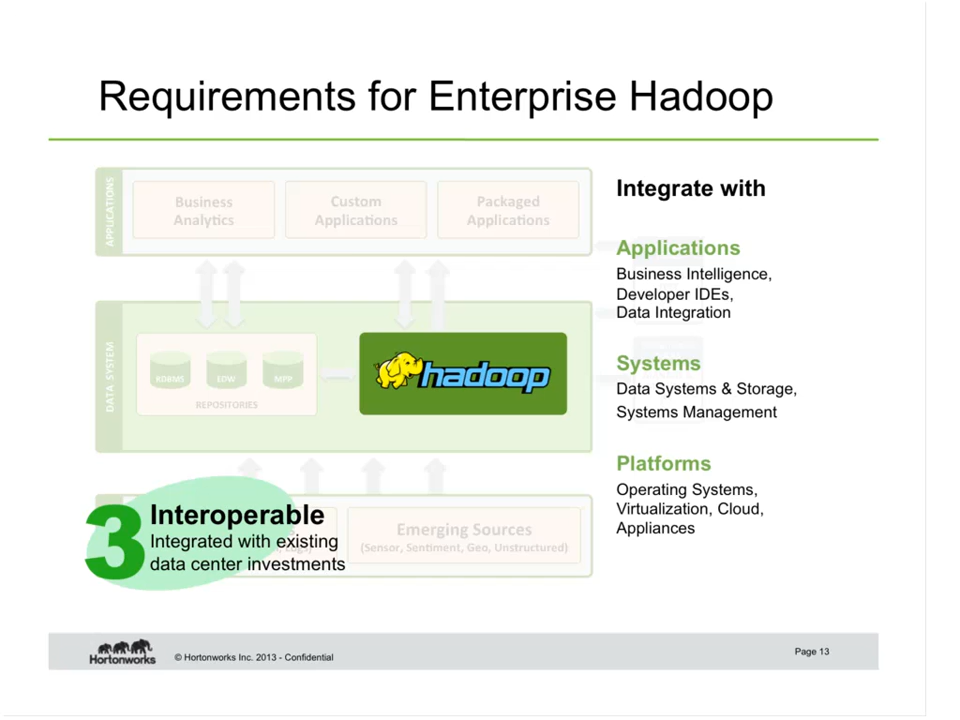 Requirements for Enterprise Hadoop
APPLICATIONS
Business
Analytics
Custom
Applications
Packaged
Applications
DATA SYSTEM
RDBMS
EDW
MPP
REPOSITORIES
hadoop
Emerging Sources
(Sensor, Sentiment, Geo, Unstructured)
3
Interoperable
Integrated with existing
data center investments
Integrate with
Applications
Business Intelligence,
Developer IDEs,
Data Integration
Systems
Data Systems & Storage,
Systems Management
Platforms
Operating Systems,
Virtualization, Cloud,
Appliances
Hortonworks
© Hortonworks Inc. 2013 - Confidential
Page 13